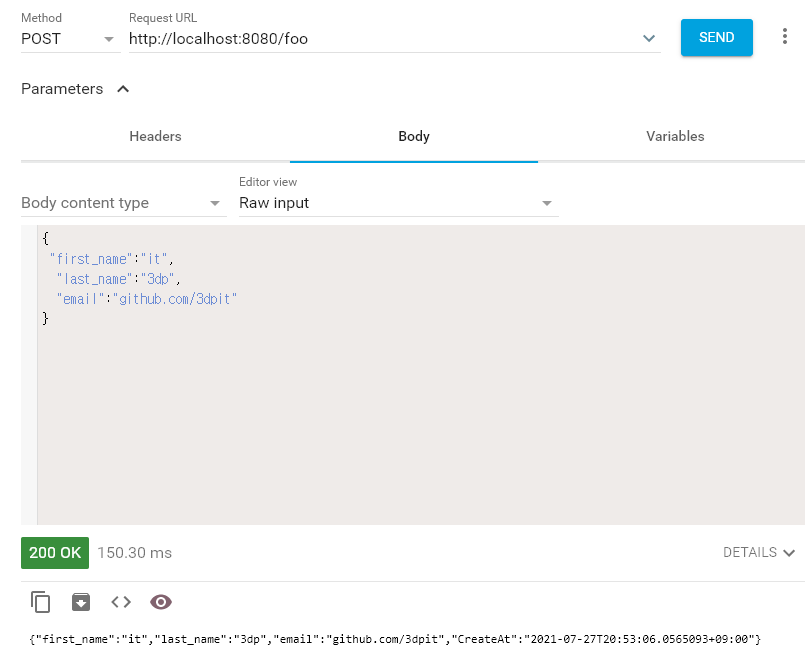 Method Request URL
POST http://localhost:8080/foo SEND
Parameters
Headers Body Variables
Editor view
Body content type Raw input
{
"first_name":"it",
"last_name":"3dp",
"email":"github.com/3dpit"
}
200 OK 150.30 ms DETAILS
{"first_name":"it","last_name":"3dp","email":"github.com/3dpit","CreateAt":"2021-07-27T20:53:06.0565093+09:00"}